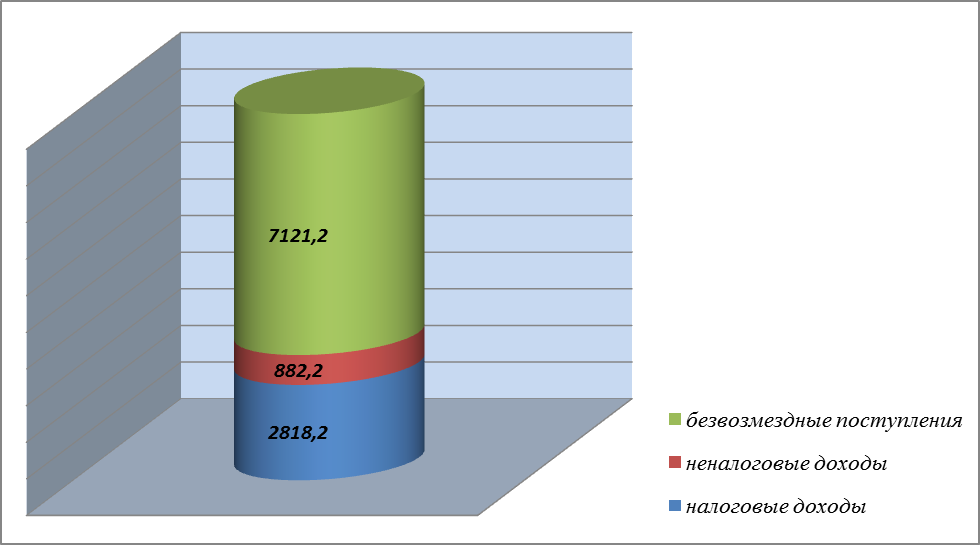 7121,2
882,2
2818,2
безвозмездные поступления
неналоговые доходы
налоговые доходы